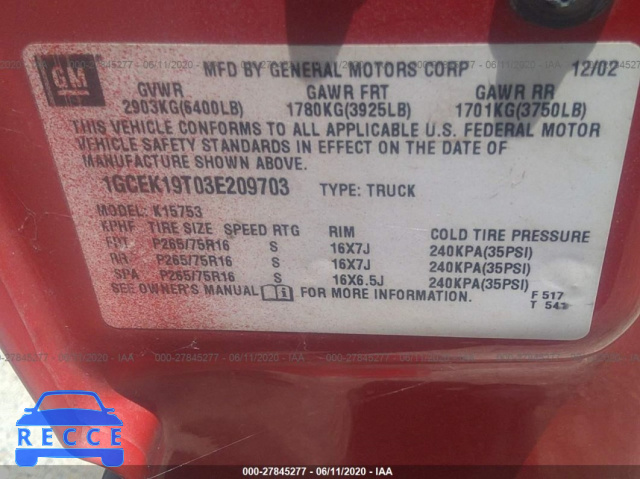 GM
MFD BY GENERAL MOTORS CORP 12/02
GVWR GAWR FRT GAWR RR
2903KG(6400LB) 1780KG(3925LB) 1701KG(3750LB)
THIS VEHICLE CONFORMS TO ALL APPLICABLE U.S. FEDERAL MOTOR
VEHICLE SAFETY STANDARDS IN EFFECT ON THE DATE OF
MANUFACTURE SHOWN ABOVE.
1GCEK19T03E209703 TYPE: TRUCK
MODEL: K15753
KPHF TIRE SIZE SPEED RTG RIM COLD TIRE PRESSURE
FRT P265/75R16 S 16X7J 240KPA(35PSI)
RR P265/75R16 S 16X7J 240KPA(35PSI)
SPA P265/75R16 S 16X6.5J 240KPA(35PSI)
SEE OWNER'S MANUAL FOR MORE INFORMATION.
F 517
T 541
000-27845277 - 06/11/2020 - IAA
RECCE